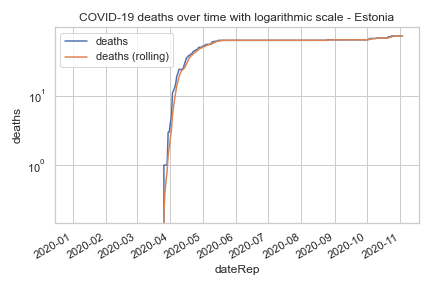 COVID-19 deaths over time with logarithmic scale - Estonia
deaths
deaths (rolling)
deaths
10¹
10⁰
2020-01
2020-02
2020-03
2020-04
2020-05
2020-06
2020-07
2020-08
2020-09
2020-10
2020-11
dateRep